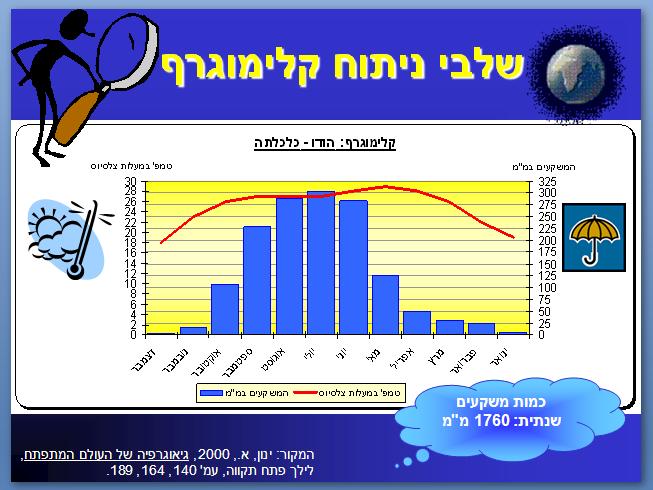 שלבי ניתוח קלימוגרף
קלימוגרף: הודו - כלכלתה
המשקעים במ"מ
טמפ' במעלות צלסיוס
325
300
275
250
225
200
175
150
125
100
75
50
25
0
30
28
26
24
22
20
18
16
14
12
10
8
6
4
2
0
ינואר
פברואר
מרץ
אפריל
מאי
יוני
יולי
אוגוסט
ספטמבר
אוקטובר
נובמבר
דצמבר
טמפ' במעלות צלסיוס
המשקעים במ"מ
כמות משקעים
שנתית: 1760 מ"מ
המקור: ינון, א., 2000, גיאוגרפיה של העולם המתפתח,
לילך פתח תקווה, עמ' 140, 164, 189.